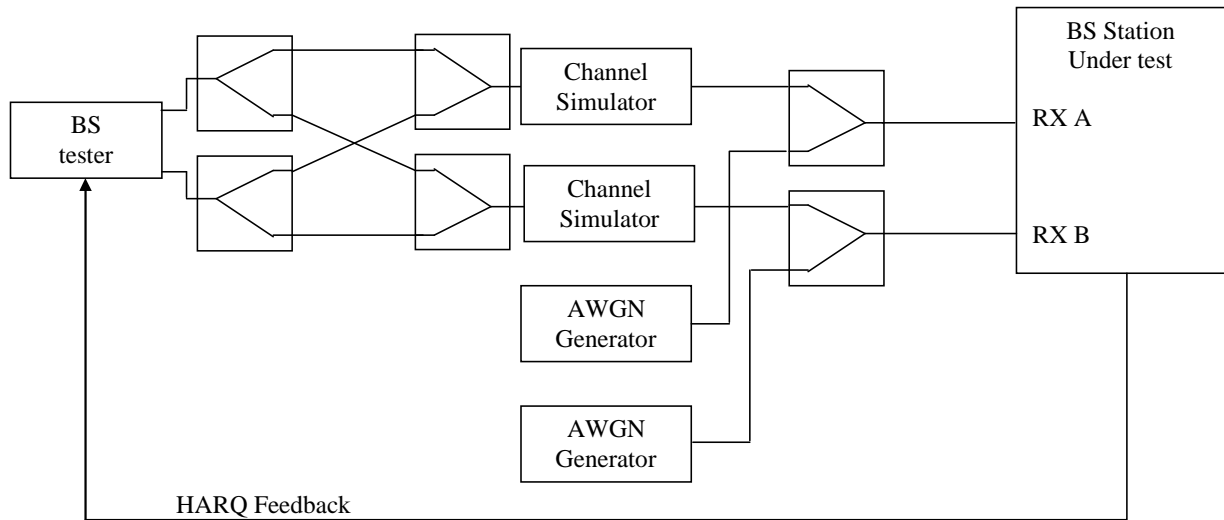 BS
tester
Channel
Simulator
Channel
Simulator
AWGN
Generator
AWGN
Generator
BS Station
Under test
RX A
RX B
HARQ Feedback